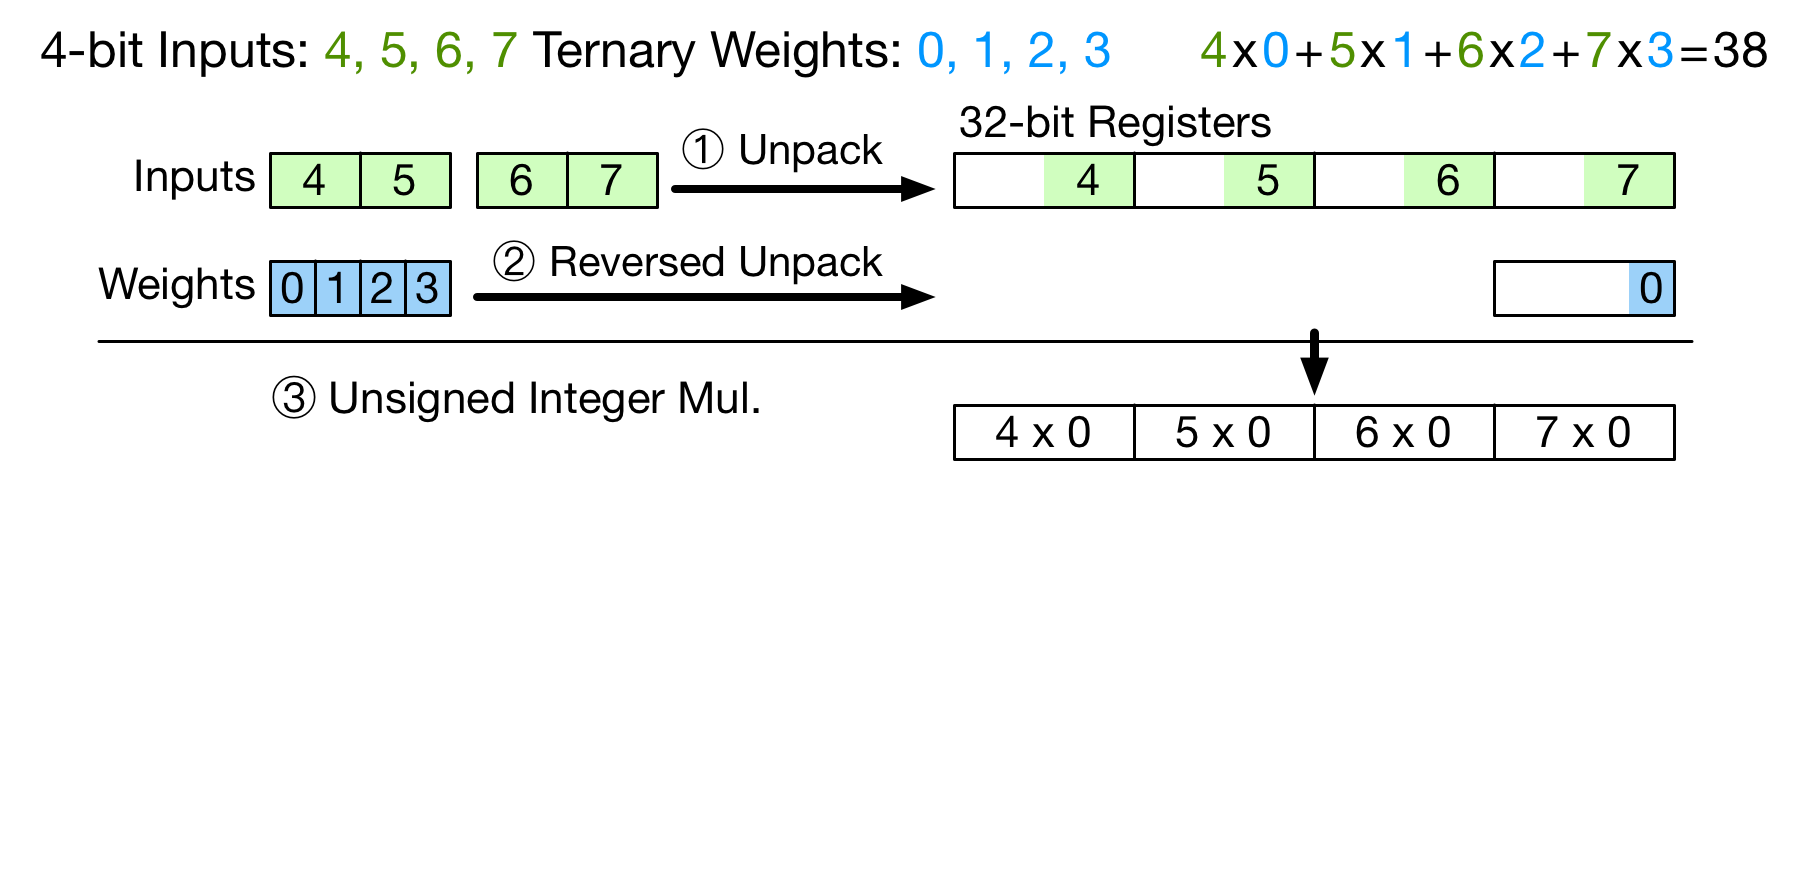 4-bit Inputs: 4, 5, 6, 7 Ternary Weights: 0, 1, 2, 3 4x0+5x1+6x2+7x3=38
32-bit Registers
Inputs 4 5 6 7 ① Unpack 4 5 6 7
Weights 0 1 2 3 ② Reversed Unpack 0
③ Unsigned Integer Mul.
4 x 0 5 x 0 6 x 0 7 x 0